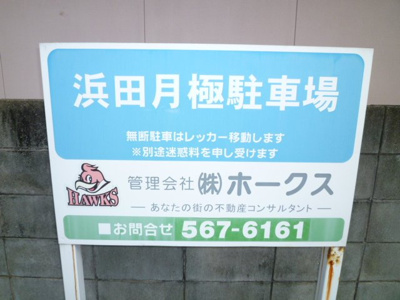 浜田月極駐車場
無断駐車はレッカー移動します
※別途迷惑料を申し受けます
HAWKS
管理会社 ㈱ホークス
―あなたの街の不動産コンサルタント―
■お問合せ 567-6161